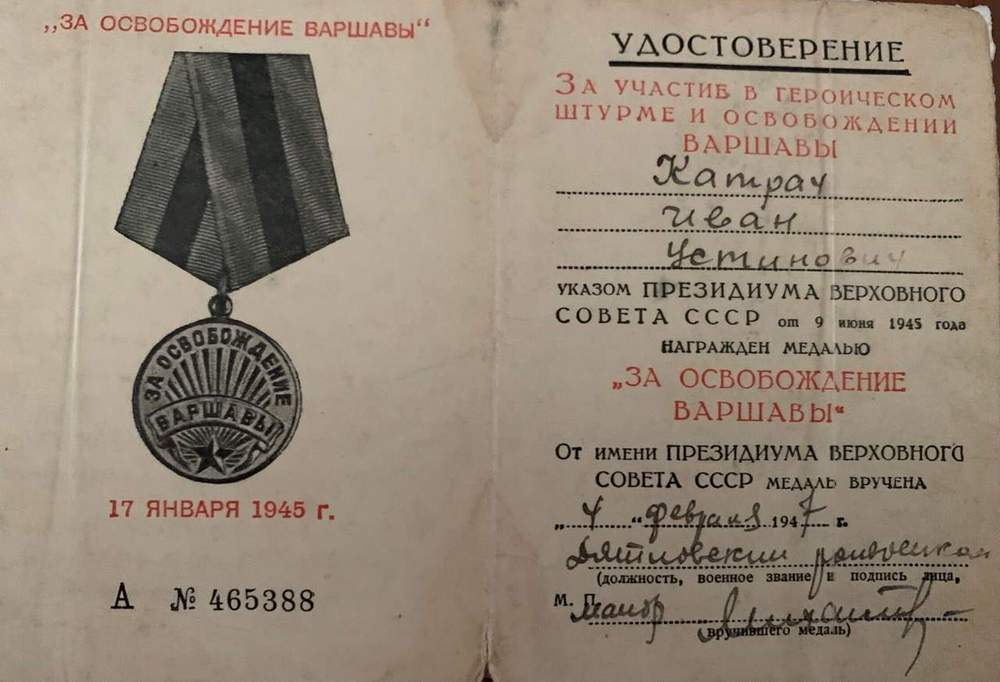 „ЗА ОСВОБОЖДЕНИЕ ВАРШАВЫ“
ЗА ОСВОБОЖДЕНИЕ
ВАРШАВЫ
17 ЯНВАРЯ 1945 г.
А № 465388
УДОСТОВЕРЕНИЕ
ЗА УЧАСТИЕ В ГЕРОИЧЕСКОМ
ШТУРМЕ И ОСВОБОЖДЕНИИ
ВАРШАВЫ
Катрач
Иван
Устинович
УКАЗОМ ПРЕЗИДИУМА ВЕРХОВНОГО
СОВЕТА СССР от 9 июня 1945 года
НАГРАЖДЕН МЕДАЛЬЮ
„ЗА ОСВОБОЖДЕНИЕ
ВАРШАВЫ“
От имени ПРЕЗИДИУМА ВЕРХОВНОГО
СОВЕТА СССР МЕДАЛЬ ВРУЧЕНА
„4“ февраля 1947 г.
Дятловский райвоенком
(должность, военное звание и подпись лица,
М. П. майор
вручившего медаль)